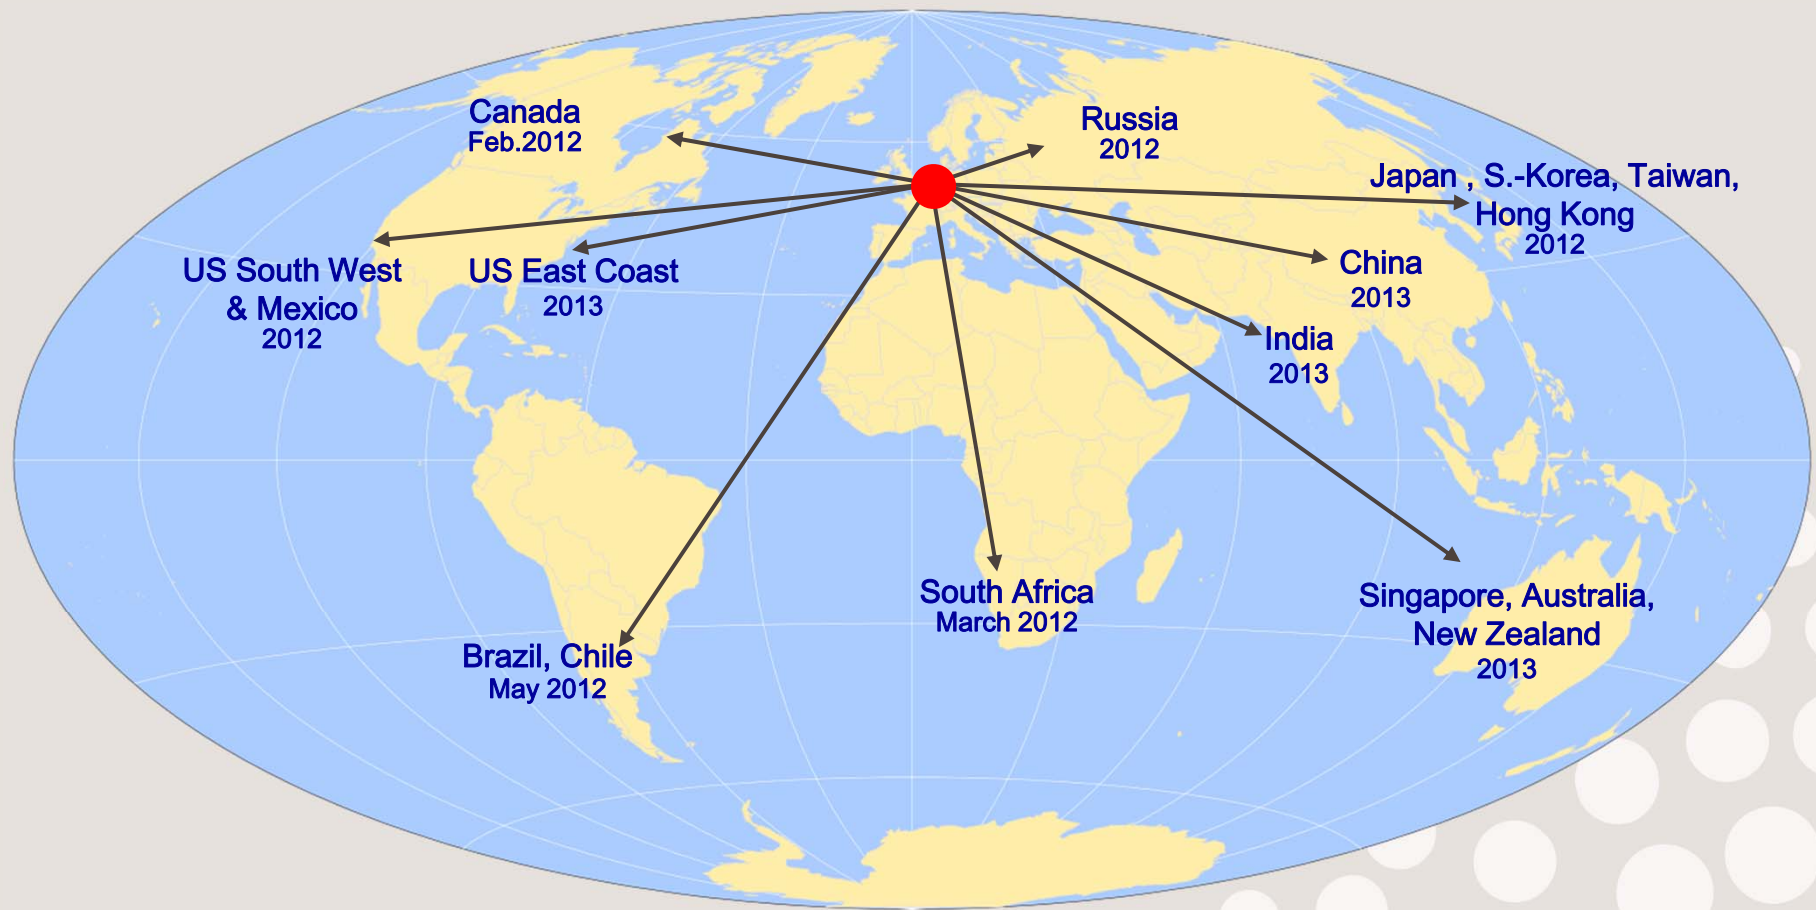 Canada
Feb.2012
Russia
2012
Japan , S.-Korea, Taiwan,
Hong Kong
2012
US South West
& Mexico
2012
US East Coast
2013
China
2013
India
2013
South Africa
March 2012
Singapore, Australia,
New Zealand
2013
Brazil, Chile
May 2012